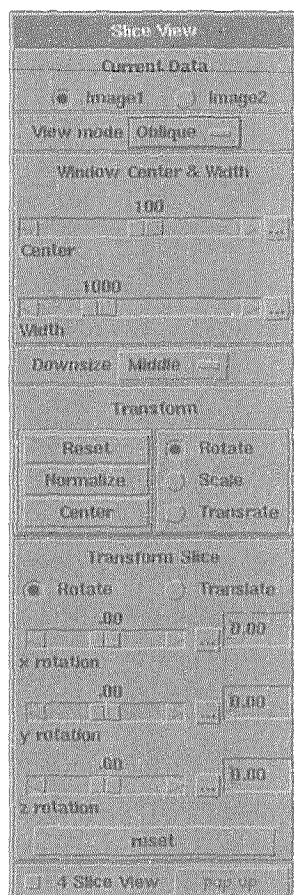 Slice View
Current Data
Image1 Image2
View mode Oblique
Window Center & Width
100
...
Center
1000
...
Width
Downsize Middle
Transform
Reset Rotate
Normalize Scale
Center Transrate
Transform Slice
Rotate Translate
.00 0.00
...
x rotation
.00 0.00
...
y rotation
.00 0.00
...
z rotation
reset
4 Slice View Pop up